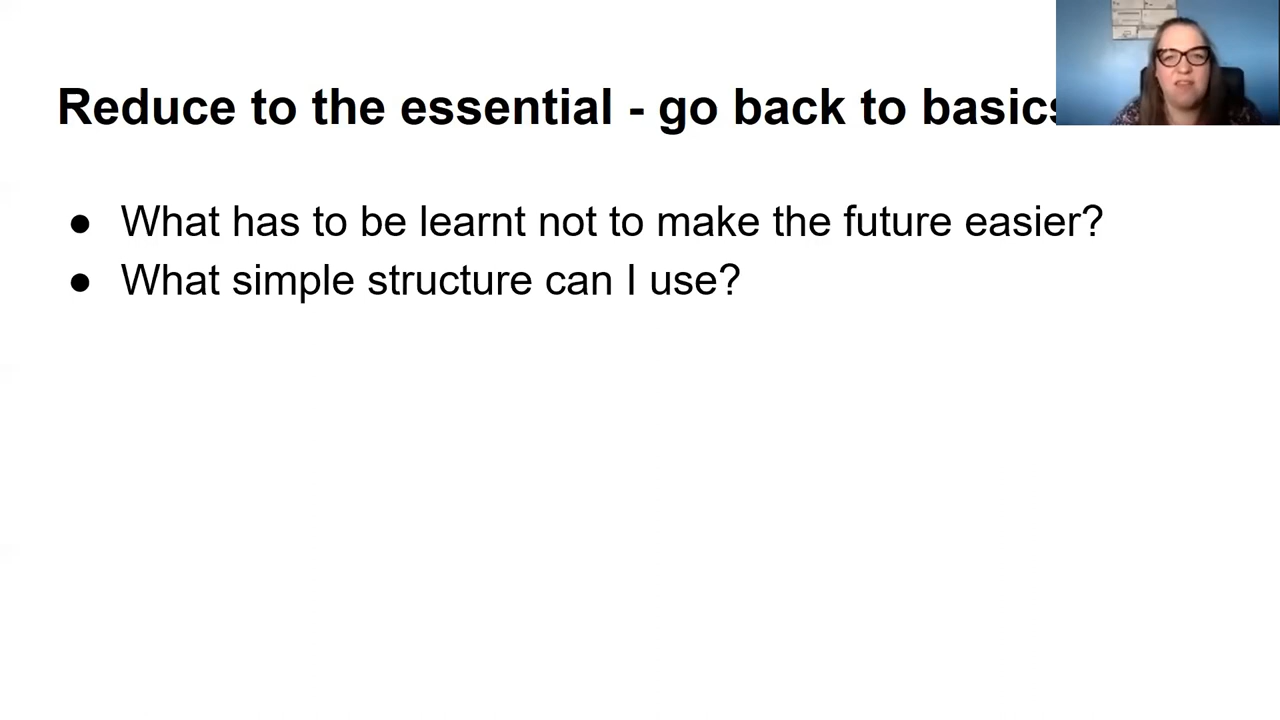 Reduce to the essential - go back to basics
● What has to be learnt not to make the future easier?
● What simple structure can I use?